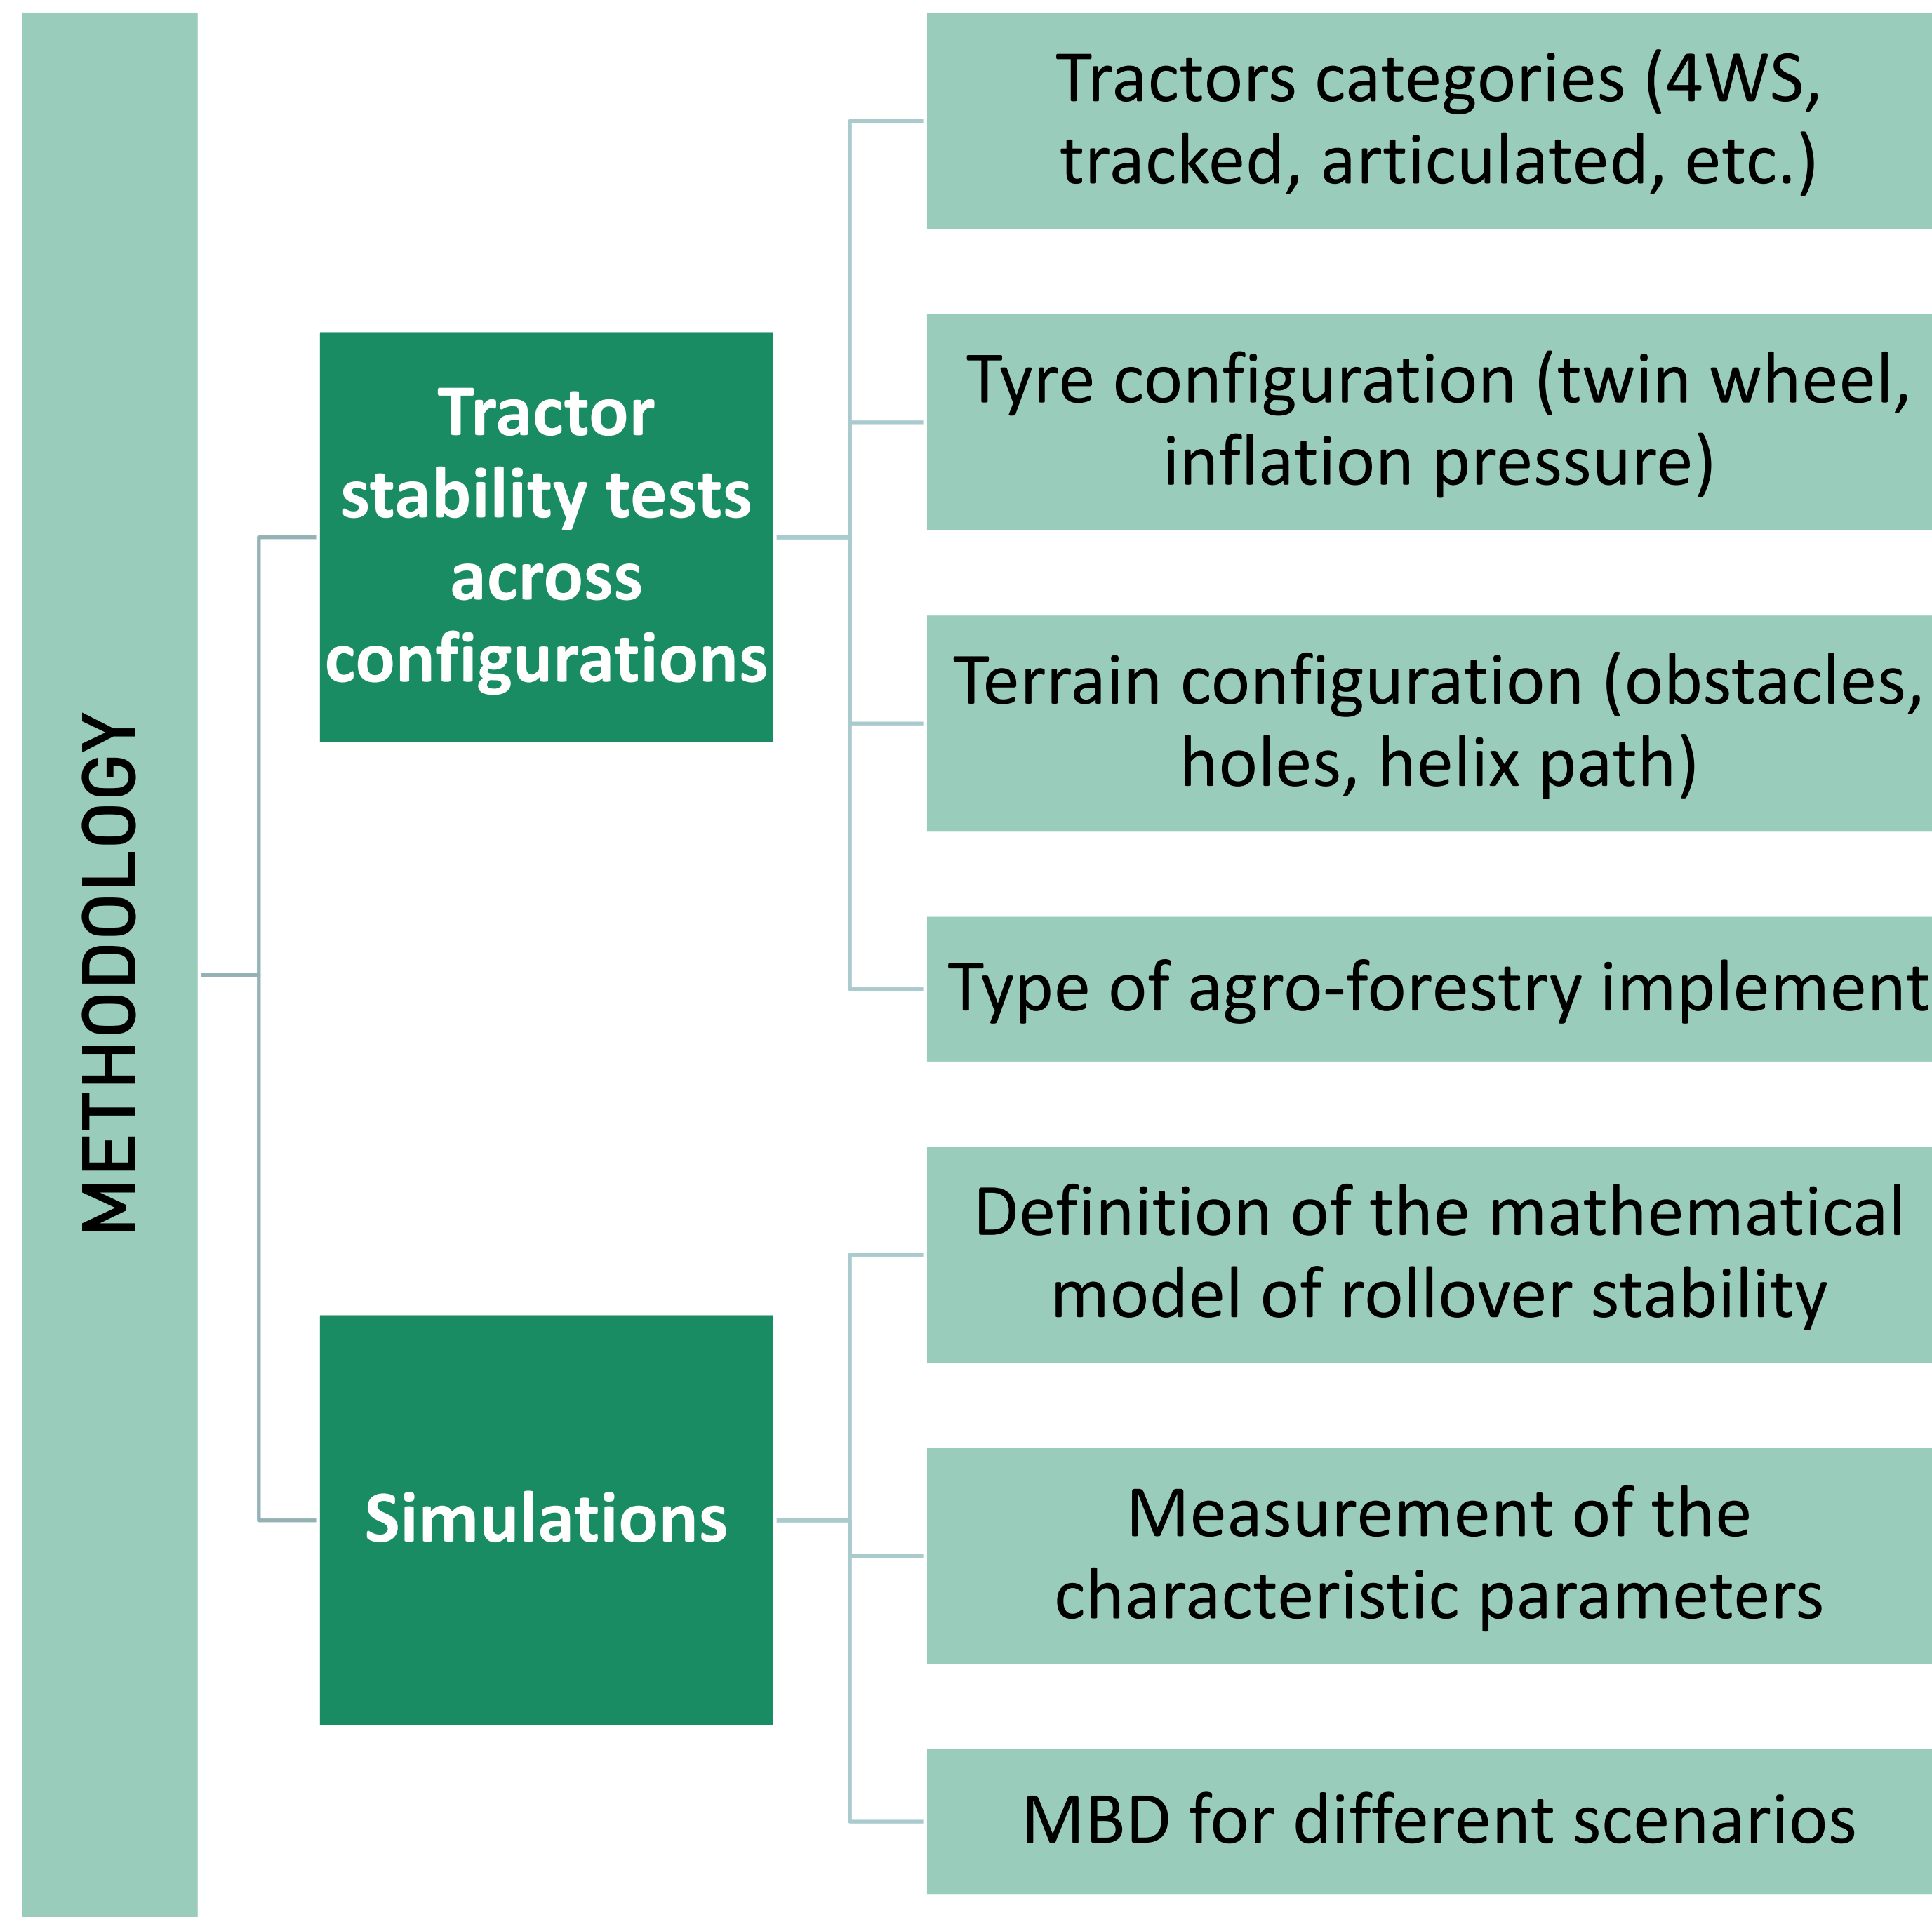 METHODOLOGY
Tractor
stability tests
across
configurations
Tractors categories (4WS,
tracked, articulated, etc.)
Tyre configuration (twin wheel,
inflation pressure)
Terrain configuration (obstacles,
holes, helix path)
Type of agro-forestry implement
Simulations
Definition of the mathematical
model of rollover stability
Measurement of the
characteristic parameters
MBD for different scenarios